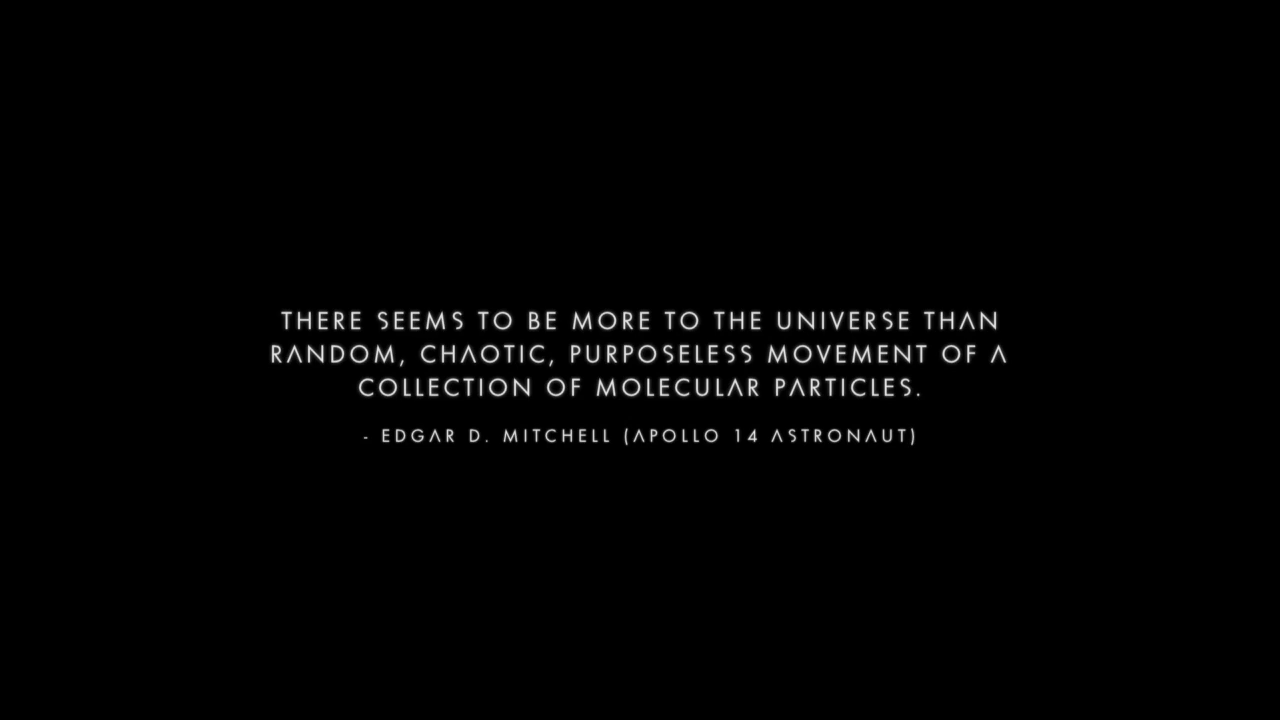 THERE SEEMS TO BE MORE TO THE UNIVERSE THAN
RANDOM, CHAOTIC, PURPOSELESS MOVEMENT OF A
COLLECTION OF MOLECULAR PARTICLES.
- EDGAR D. MITCHELL (APOLLO 14 ASTRONAUT)